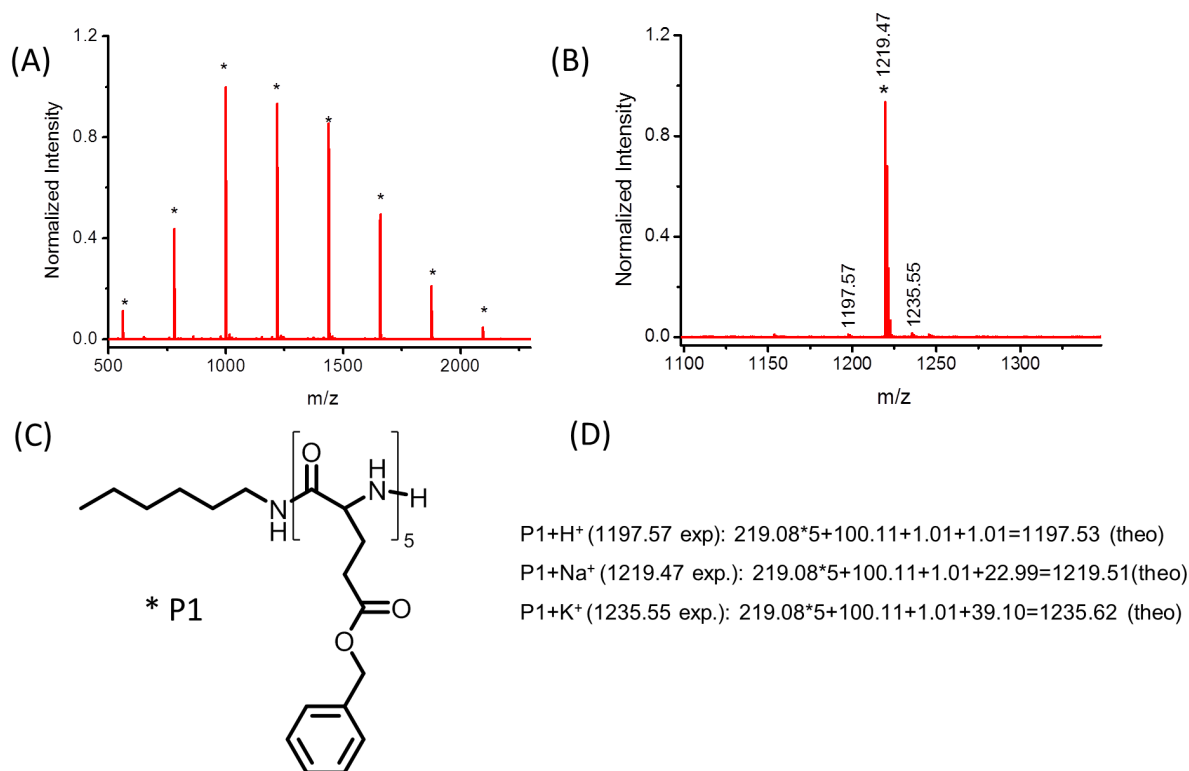 (A)
1.2
0.8
0.4
0.0
Normalized Intensity
* * * * * * * *
500 1000 1500 2000
m/z
(B)
1.2
0.8
0.4
0.0
Normalized Intensity
1197.57
* 1219.47
1235.55
1100 1150 1200 1250 1300
m/z
(C)
O
H
N
H
N
H
5
O
O
* P1
(D)
P1+H⁺ (1197.57 exp): 219.08*5+100.11+1.01+1.01=1197.53 (theo)
P1+Na⁺ (1219.47 exp.): 219.08*5+100.11+1.01+22.99=1219.51(theo)
P1+K⁺ (1235.55 exp.): 219.08*5+100.11+1.01+39.10=1235.62 (theo)